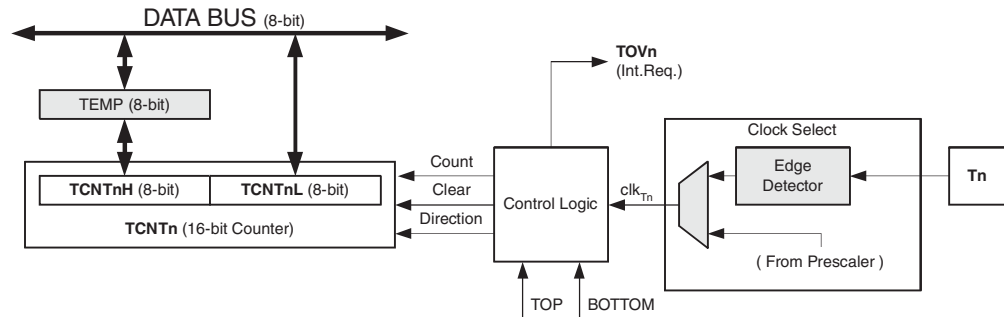 DATA BUS (8-bit)
TOVn
(Int.Req.)
TEMP (8-bit)
Clock Select
Count
Edge
Detector
TCNTnH (8-bit)
TCNTnL (8-bit)
Clear
Control Logic
clkTn
Tn
TCNTn (16-bit Counter)
Direction
( From Prescaler )
TOP
BOTTOM